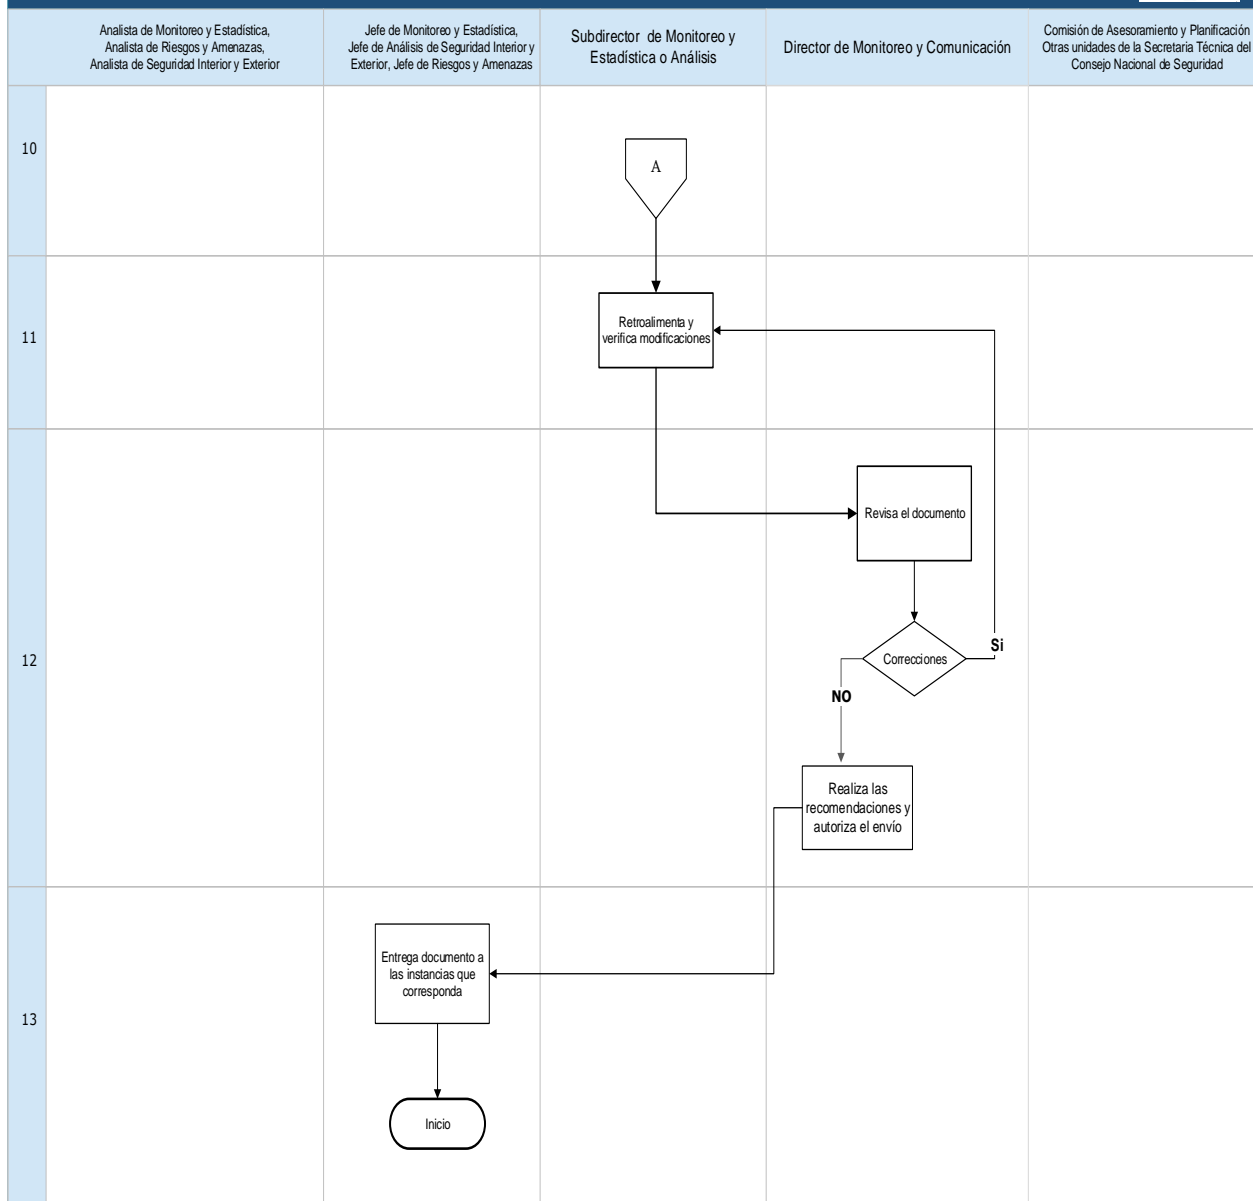 Analista de Monitoreo y Estadística,
Analista de Riesgos y Amenazas,
Analista de Seguridad Interior y Exterior
Jefe de Monitoreo y Estadística,
Jefe de Análisis de Seguridad Interior y
Exterior, Jefe de Riesgos y Amenazas
Subdirector de Monitoreo y
Estadística o Análisis
Director de Monitoreo y Comunicación
Comisión de Asesoramiento y Planificación
Otras unidades de la Secretaria Técnica del
Consejo Nacional de Seguridad
10
A
11
Retroalimenta y
verifica modificaciones
12
Revisa el documento
Correcciones
Si
NO
Realiza las
recomendaciones y
autoriza el envío
13
Entrega documento a
las instancias que
corresponda
Inicio